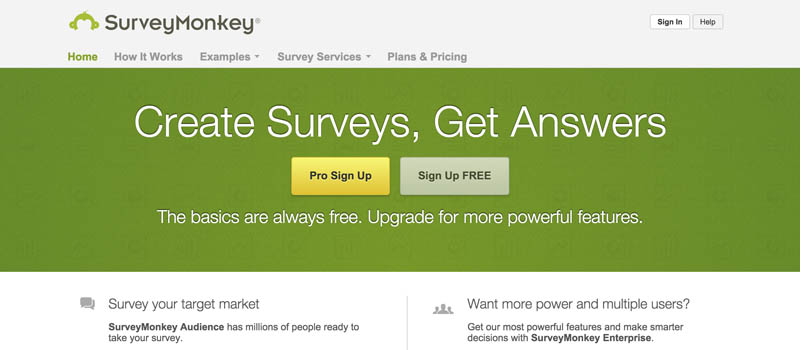 SurveyMonkey®
Sign In
Help
Home
How It Works
Examples
Survey Services
Plans & Pricing
Create Surveys, Get Answers
Pro Sign Up
Sign Up FREE
The basics are always free. Upgrade for more powerful features.
Survey your target market
SurveyMonkey Audience has millions of people ready to
take your survey.
Want more power and multiple users?
Get our most powerful features and make smarter
decisions with SurveyMonkey Enterprise.